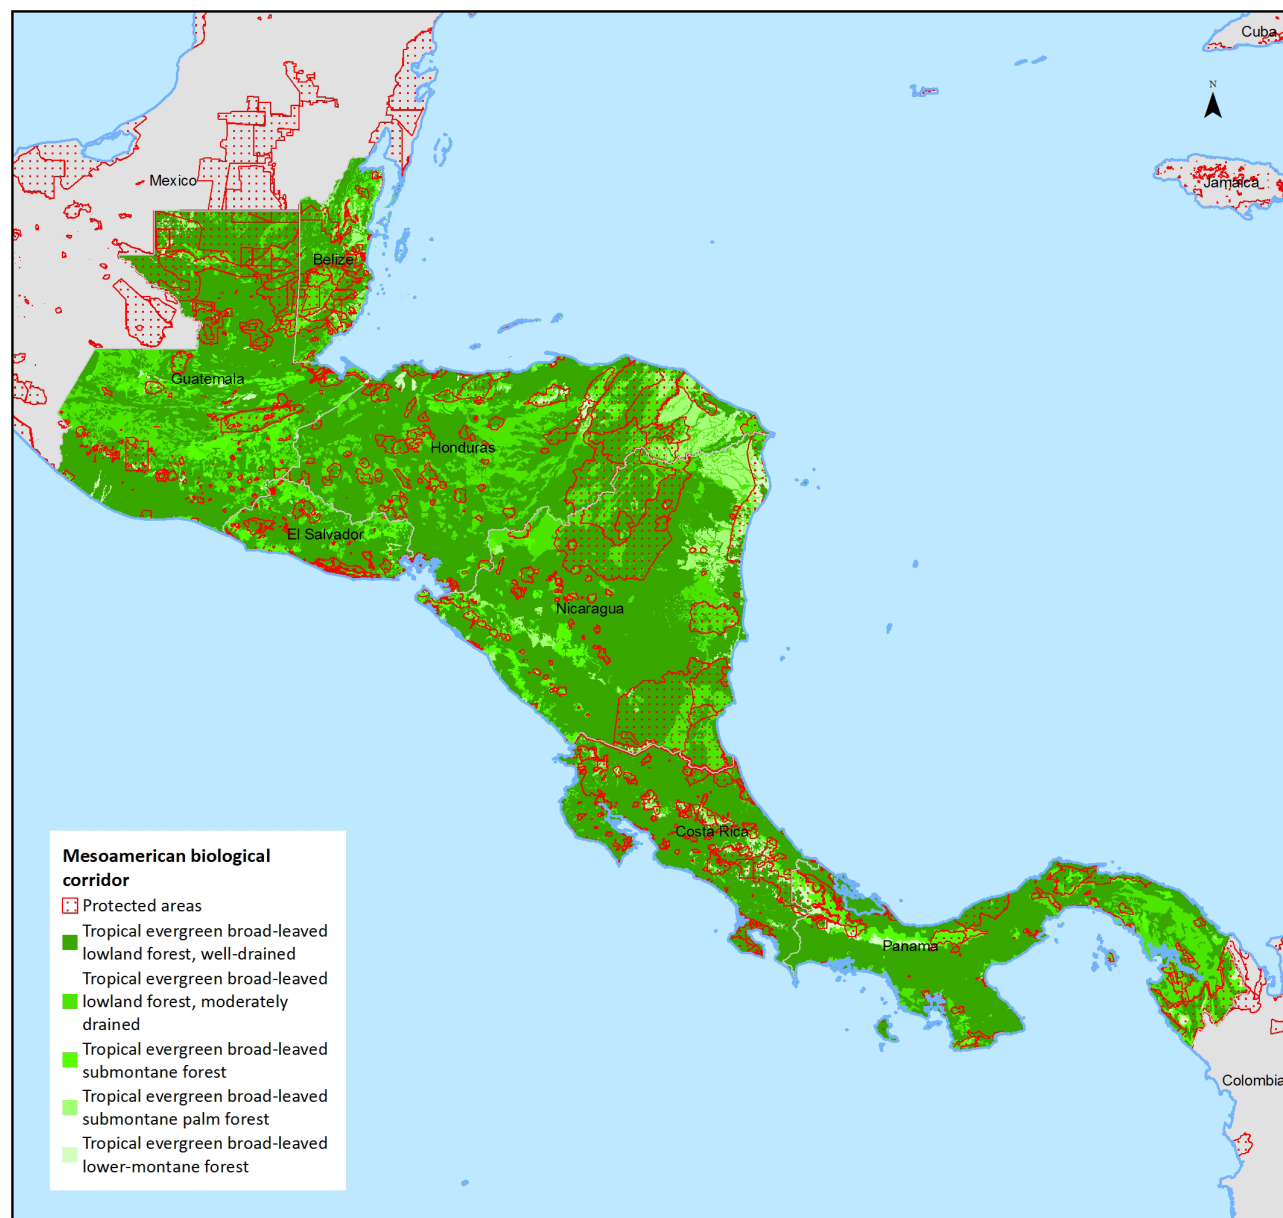 Cuba
N
Mexico
Jamaica
Belize
Guatemala
Honduras
El Salvador
Nicaragua
Costa Rica
Panama
Colombia
Mesoamerican biological
corridor
Protected areas
Tropical evergreen broad-leaved
lowland forest, well-drained
Tropical evergreen broad-leaved
lowland forest, moderately
drained
Tropical evergreen broad-leaved
submontane forest
Tropical evergreen broad-leaved
submontane palm forest
Tropical evergreen broad-leaved
lower-montane forest